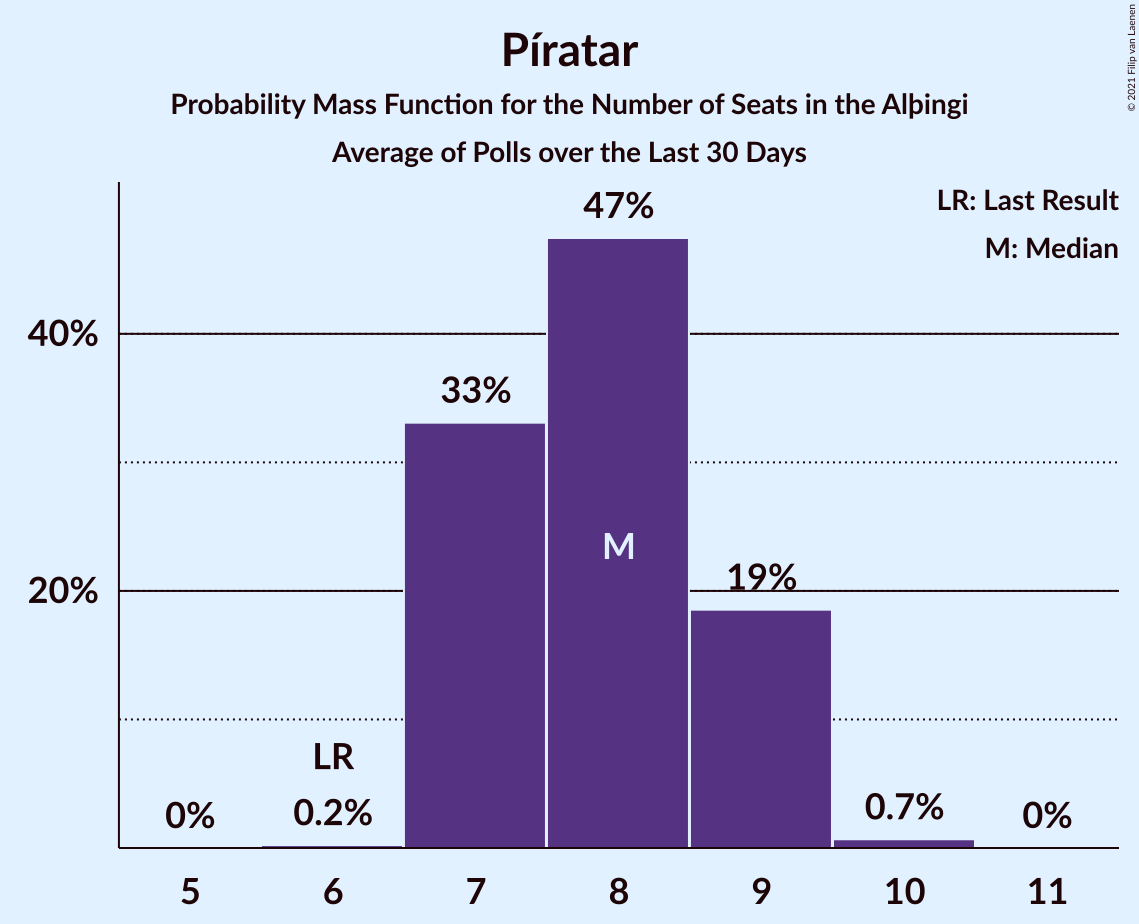 Píratar
Probability Mass Function for the Number of Seats in the Alþingi
Average of Polls over the Last 30 Days
© 2021 Filip van Laenen
LR: Last Result
M: Median
47%
40%
33%
M
20%
19%
LR
0%
0.2%
0.7%
0%
5
6
7
8
9
10
11